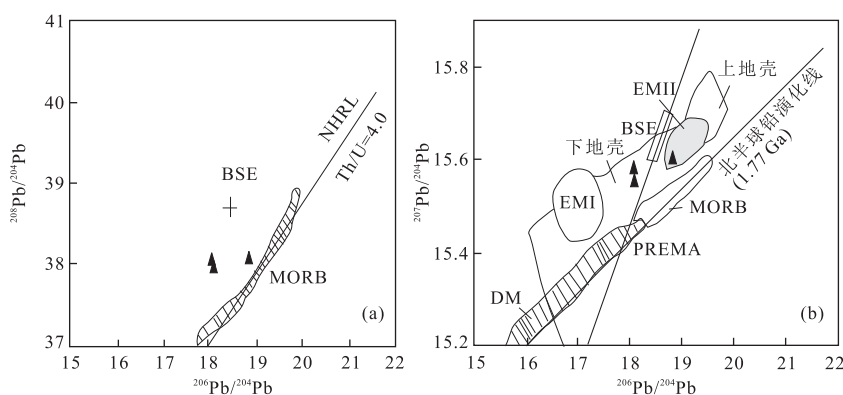 41
40
39
38
37
15
16
17
18
19
20
21
22
208Pb/204Pb
206Pb/204Pb
NHRL
Th/U=4.0
BSE
MORB
(a)
15.8
15.6
15.4
15.2
15
16
17
18
19
20
21
22
207Pb/204Pb
206Pb/204Pb
上地壳
EMII
BSE
下地壳
北半球铅演化线
(1.77 Ga)
EMI
MORB
PREMA
DM
(b)